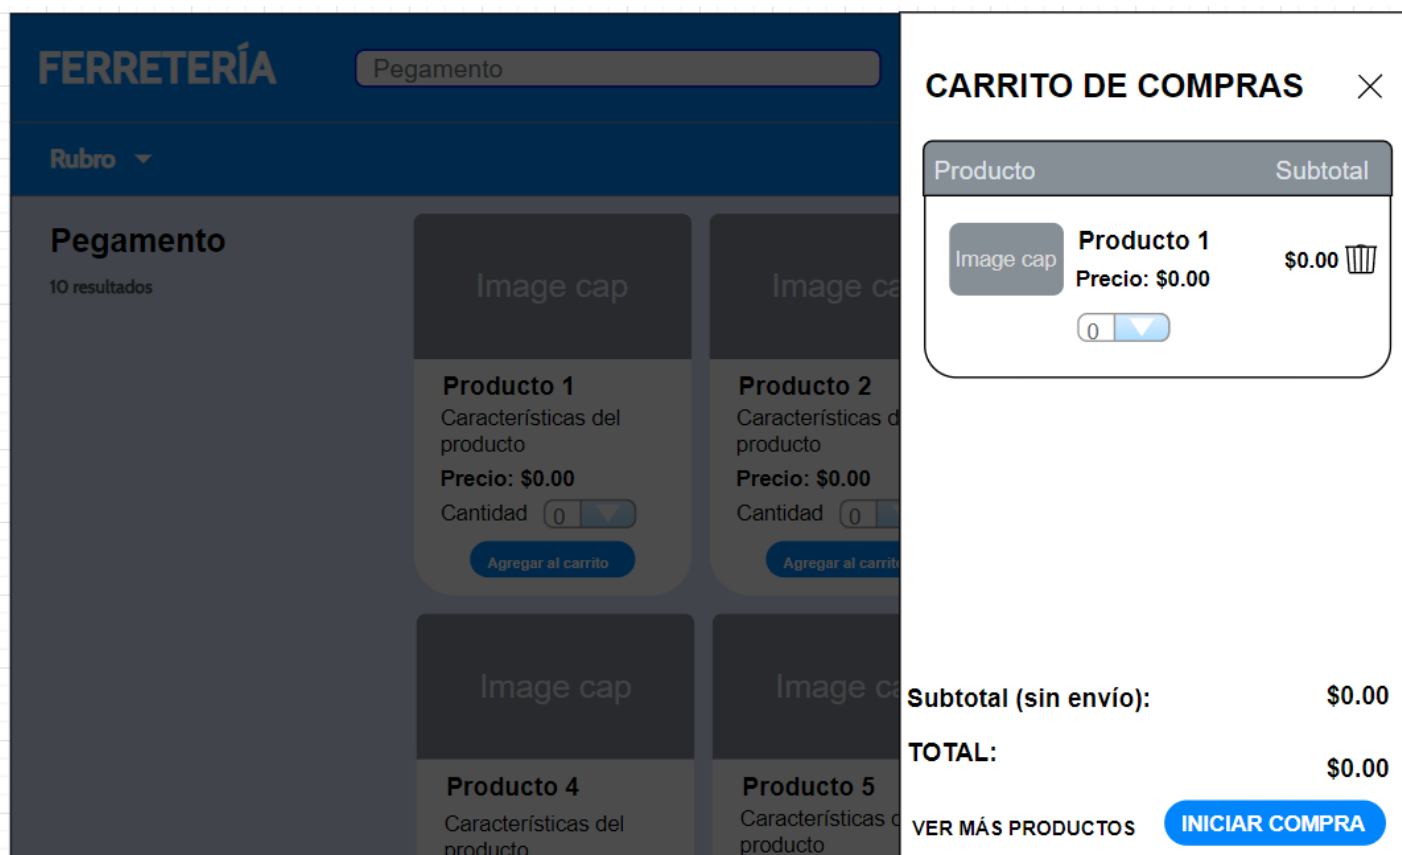 FERRETERÍA
Pegamento
Rubro
Pegamento
10 resultados
Image cap
Producto 1
Características del
producto
Precio: $0.00
Cantidad 0
Agregar al carrito
Image ca
Producto 2
Características d
producto
Precio: $0.00
Cantidad 0
Agregar al carrit
Image cap
Producto 4
Características del
producto
Image ca
Producto 5
Características
producto
CARRITO DE COMPRAS
Producto Subtotal
Image cap
Producto 1
Precio: $0.00
0
$0.00
Subtotal (sin envío): $0.00
TOTAL: $0.00
VER MÁS PRODUCTOS
INICIAR COMPRA